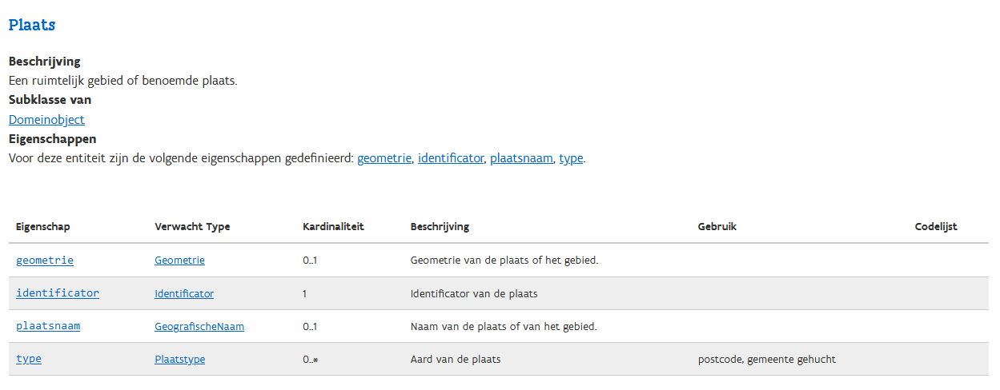 Plaats
Beschrijving
Een ruimtelijk gebied of benoemde plaats.
Subklasse van
Domeinobject
Eigenschappen
Voor deze entiteit zijn de volgende eigenschappen gedefinieerd: geometrie, identificator, plaatsnaam, type.
Eigenschap Verwacht Type Kardinaliteit Beschrijving Gebruik Codelijst
geometrie Geometrie 0..1 Geometrie van de plaats of het gebied.
identificator Identificator 1 Identificator van de plaats
plaatsnaam GeografischeNaam 0..1 Naam van de plaats of van het gebied.
type Plaatstype 0..* Aard van de plaats postcode, gemeente gehucht